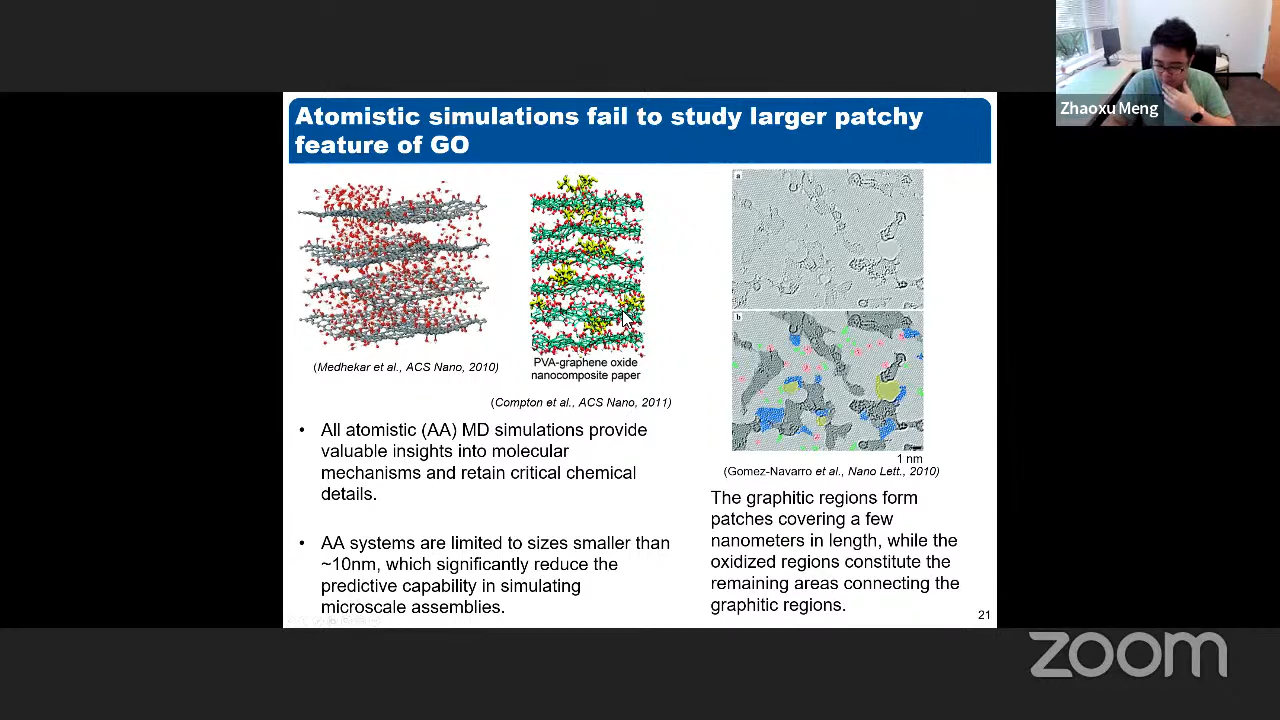 Zhaoxu Meng
Atomistic simulations fail to study larger patchy
feature of GO
(Medhekar et al., ACS Nano, 2010)
PVA-graphene oxide
nanocomposite paper
(Compton et al., ACS Nano, 2011)
• All atomistic (AA) MD simulations provide
valuable insights into molecular
mechanisms and retain critical chemical
details.
• AA systems are limited to sizes smaller than
~10nm, which significantly reduce the
predictive capability in simulating
microscale assemblies.
a
b
1 nm
(Gomez-Navarro et al., Nano Lett., 2010)
The graphitic regions form
patches covering a few
nanometers in length, while the
oxidized regions constitute the
remaining areas connecting the
graphitic regions.
21
zoom